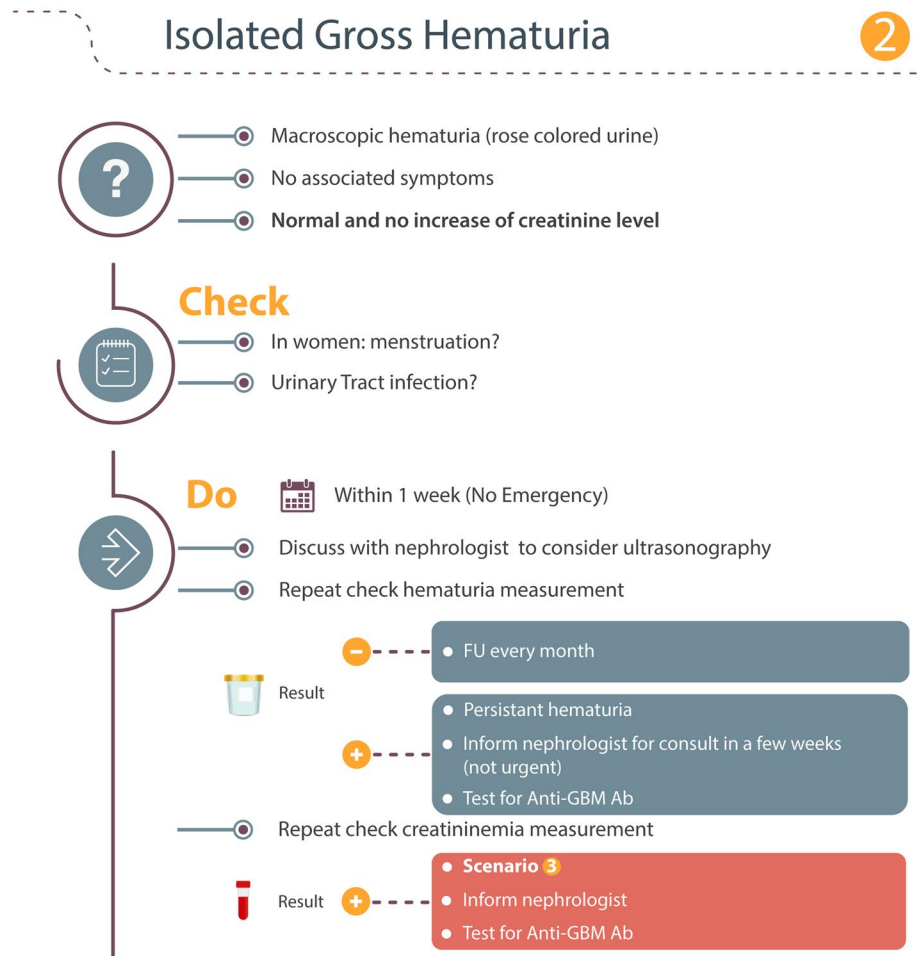 Isolated Gross Hematuria
2
?
Macroscopic hematuria (rose colored urine)
No associated symptoms
Normal and no increase of creatinine level
Check
In women: menstruation?
Urinary Tract infection?
Do
Within 1 week (No Emergency)
Discuss with nephrologist to consider ultrasonography
Repeat check hematuria measurement
FU every month
Result
Persistant hematuria
Inform nephrologist for consult in a few weeks
(not urgent)
Test for Anti-GBM Ab
Repeat check creatininemia measurement
Scenario 3
Result
Inform nephrologist
Test for Anti-GBM Ab